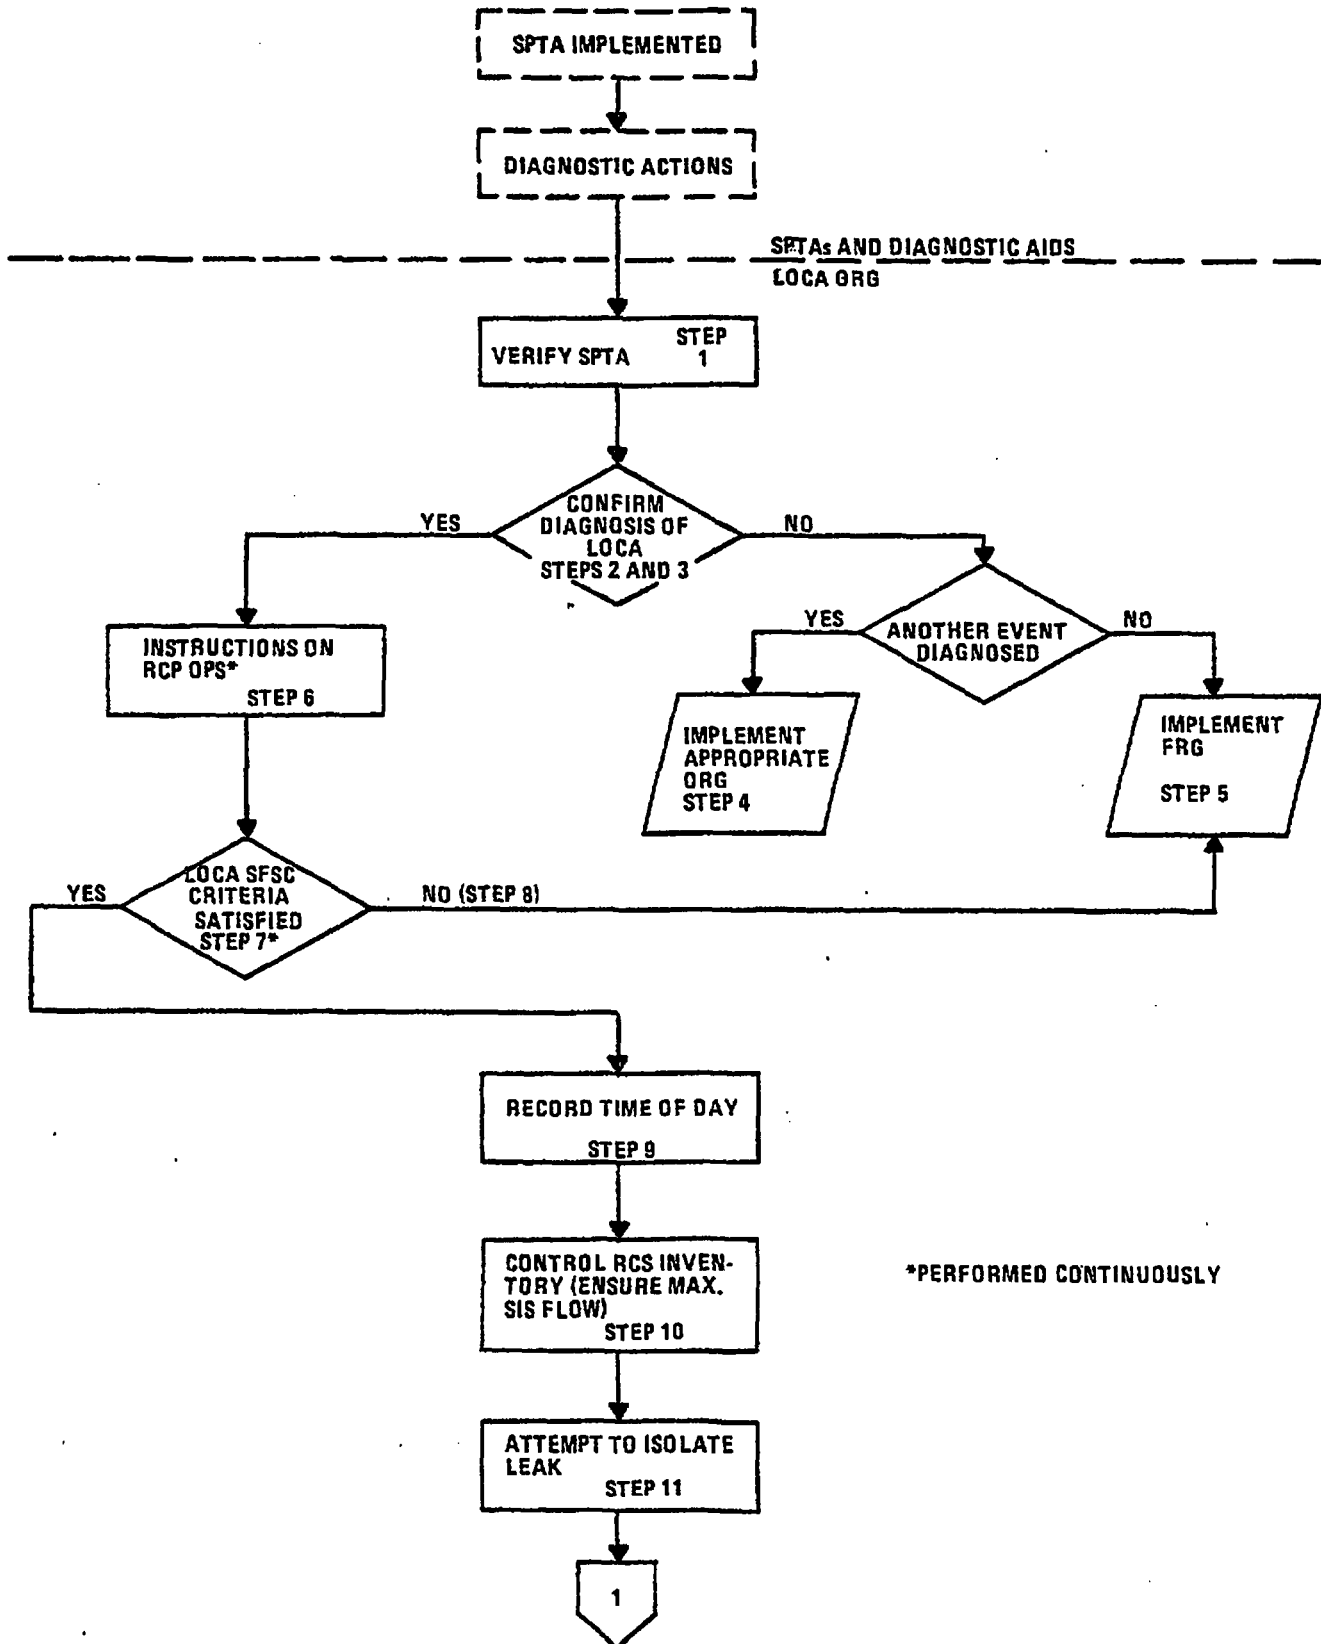 SPTA IMPLEMENTED
DIAGNOSTIC ACTIONS
SPTAs AND DIAGNOSTIC AIDS
LOCA ORG
VERIFY SPTA
STEP
1
CONFIRM
DIAGNOSIS OF
LOCA
STEPS 2 AND 3
YES
NO
INSTRUCTIONS ON
RCP OPS*
STEP 6
ANOTHER EVENT
DIAGNOSED
YES
NO
IMPLEMENT
APPROPRIATE
ORG
STEP 4
IMPLEMENT
FRG
STEP 5
LOCA SFSC
CRITERIA
SATISFIED
STEP 7*
YES
NO (STEP 8)
RECORD TIME OF DAY
STEP 9
CONTROL RCS INVEN-
TORY (ENSURE MAX.
SIS FLOW)
STEP 10
*PERFORMED CONTINUOUSLY
ATTEMPT TO ISOLATE
LEAK
STEP 11
1